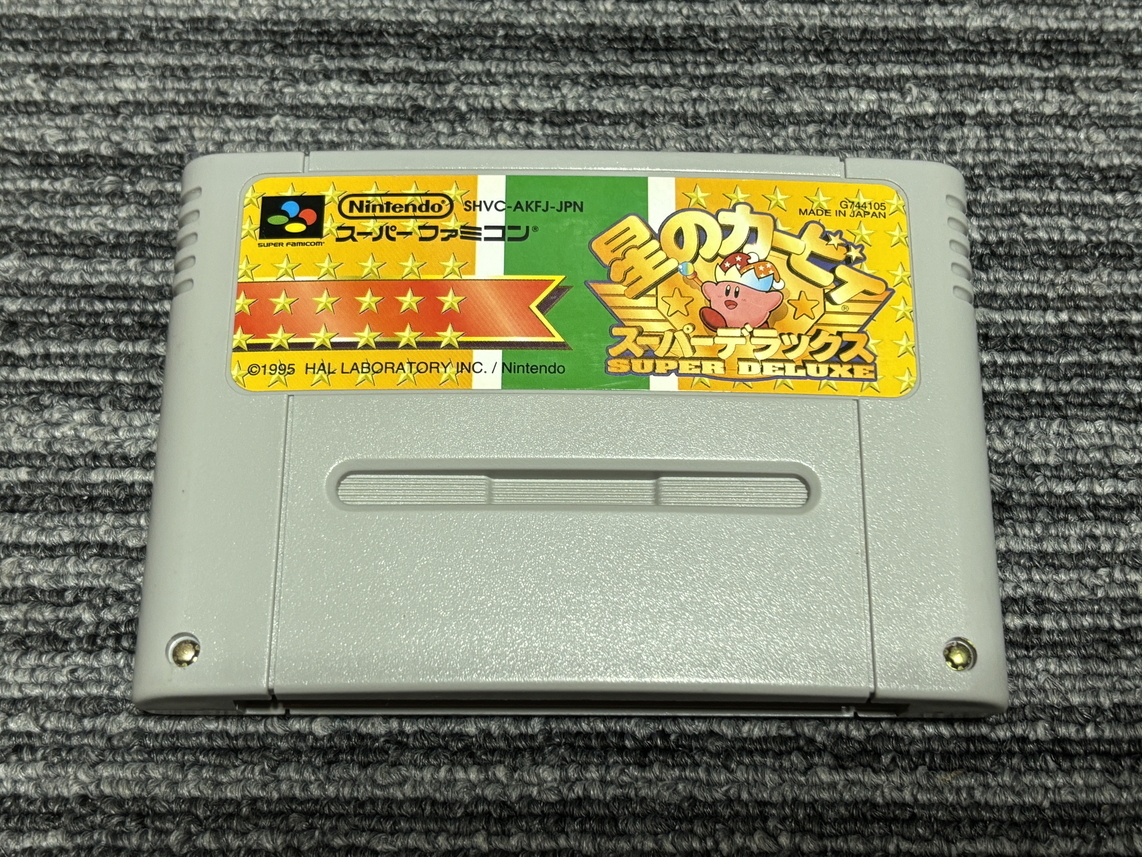 Nintendo® SHVC-AKFJ-JPN
SUPER FAMICOM™
スーパーファミコン®
©1995 HAL LABORATORY INC. / Nintendo
G744105
MADE IN JAPAN
星のカービィ®
スーパーデラックス
SUPER DELUXE